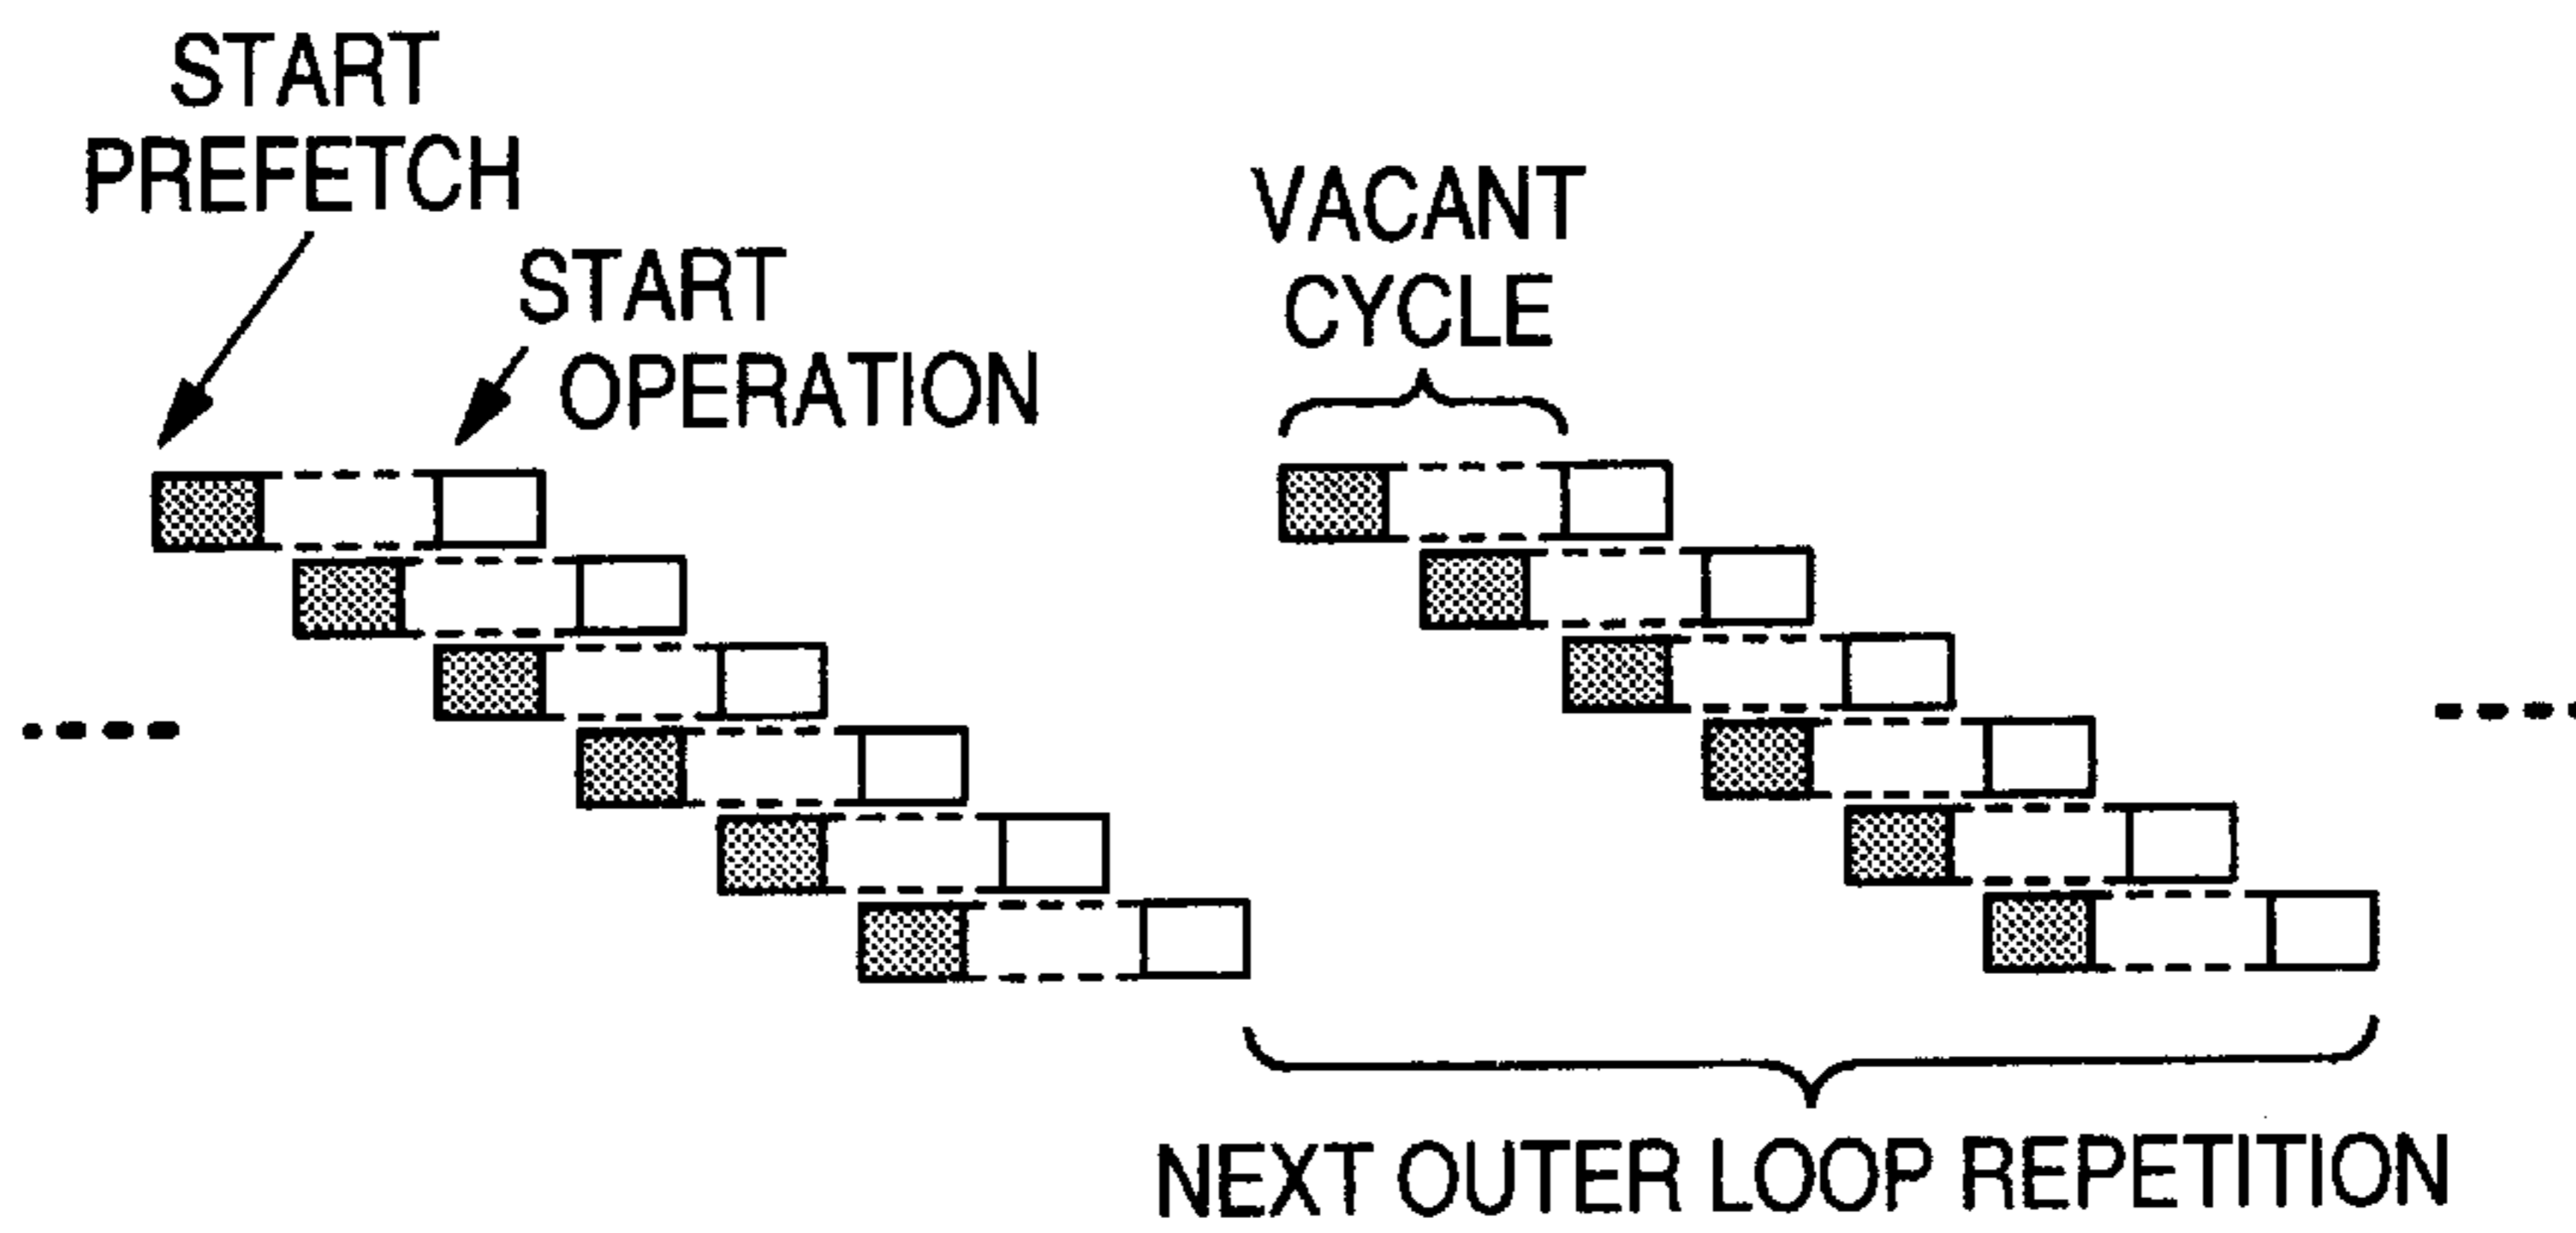 START
PREFETCH
START
OPERATION
VACANT
CYCLE
NEXT OUTER LOOP REPETITION